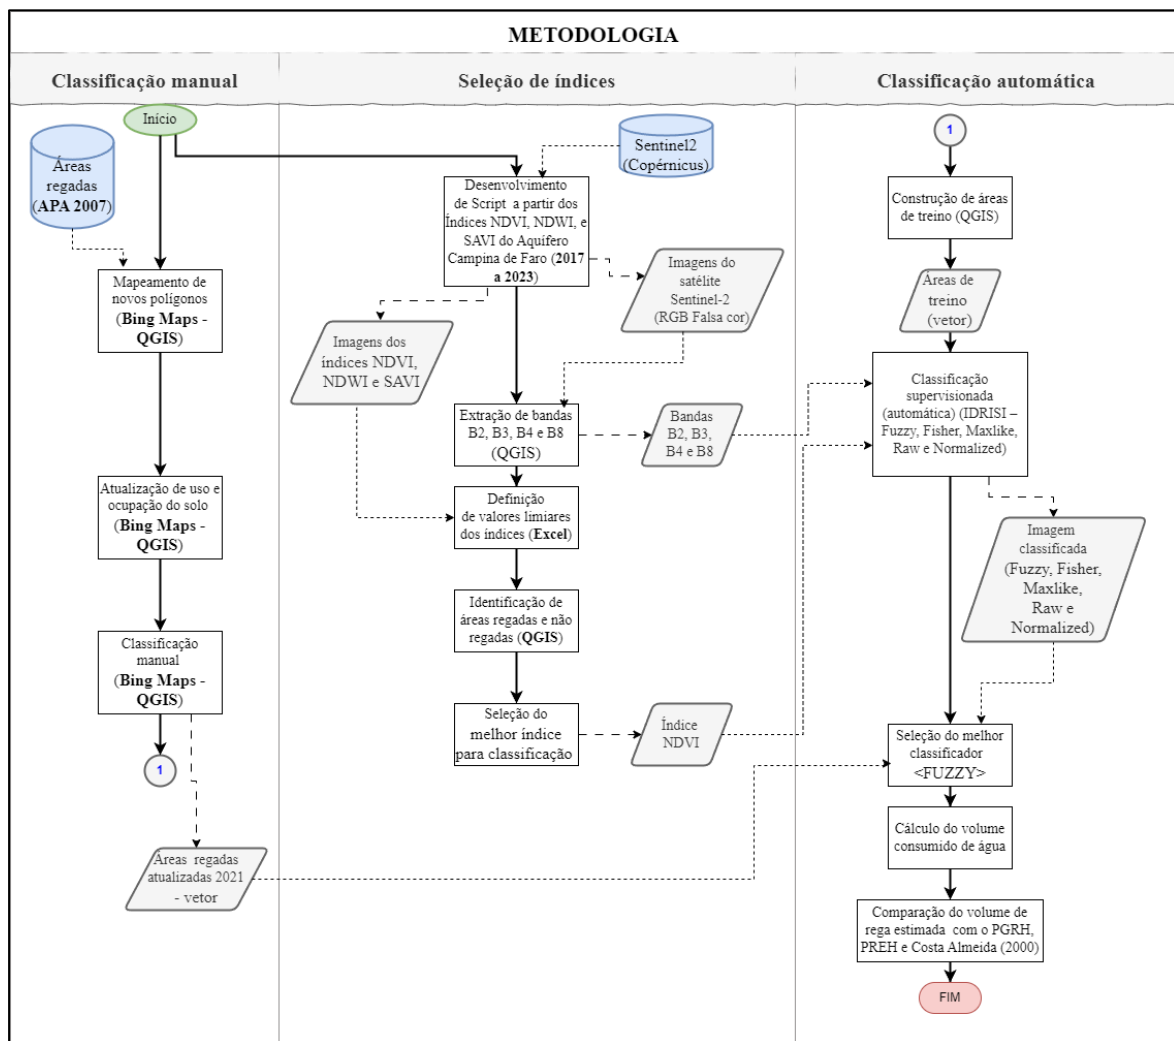 METODOLOGIA
Classificação manual
Seleção de índices
Classificação automática
Início
Áreas
regadas
(APA 2007)
Mapeamento de
novos polígonos
(Bing Maps -
QGIS)
Atualização de uso e
ocupação do solo
(Bing Maps -
QGIS)
Classificação
manual
(Bing Maps -
QGIS)
1
Áreas regadas
atualizadas 2021
- vetor
Sentinel2
(Copérnicus)
Desenvolvimento
de Script a partir dos
Índices NDVI, NDWI, e
SAVI do Aquífero
Campina de Faro (2017
a 2023)
Imagens do
satélite
Sentinel-2
(RGB Falsa cor)
Imagens dos
índices NDVI,
NDWI e SAVI
Extração de bandas
B2, B3, B4 e B8
(QGIS)
Bandas
B2, B3,
B4 e B8
Definição
de valores limiares
dos índices (Excel)
Identificação de
áreas regadas e não
regadas (QGIS)
Seleção do
melhor índice
para classificação
Índice
NDVI
1
Construção de áreas
de treino (QGIS)
Áreas de
treino
(vetor)
Classificação
supervisionada
(automática) (IDRISI –
Fuzzy, Fisher, Maxlike,
Raw e Normalized)
Imagem
classificada
(Fuzzy, Fisher,
Maxlike,
Raw e
Normalized)
Seleção do melhor
classificador
<FUZZY>
Cálculo do volume
consumido de água
Comparação do volume de
rega estimada com o PGRH,
PREH e Costa Almeida (2000)
FIM